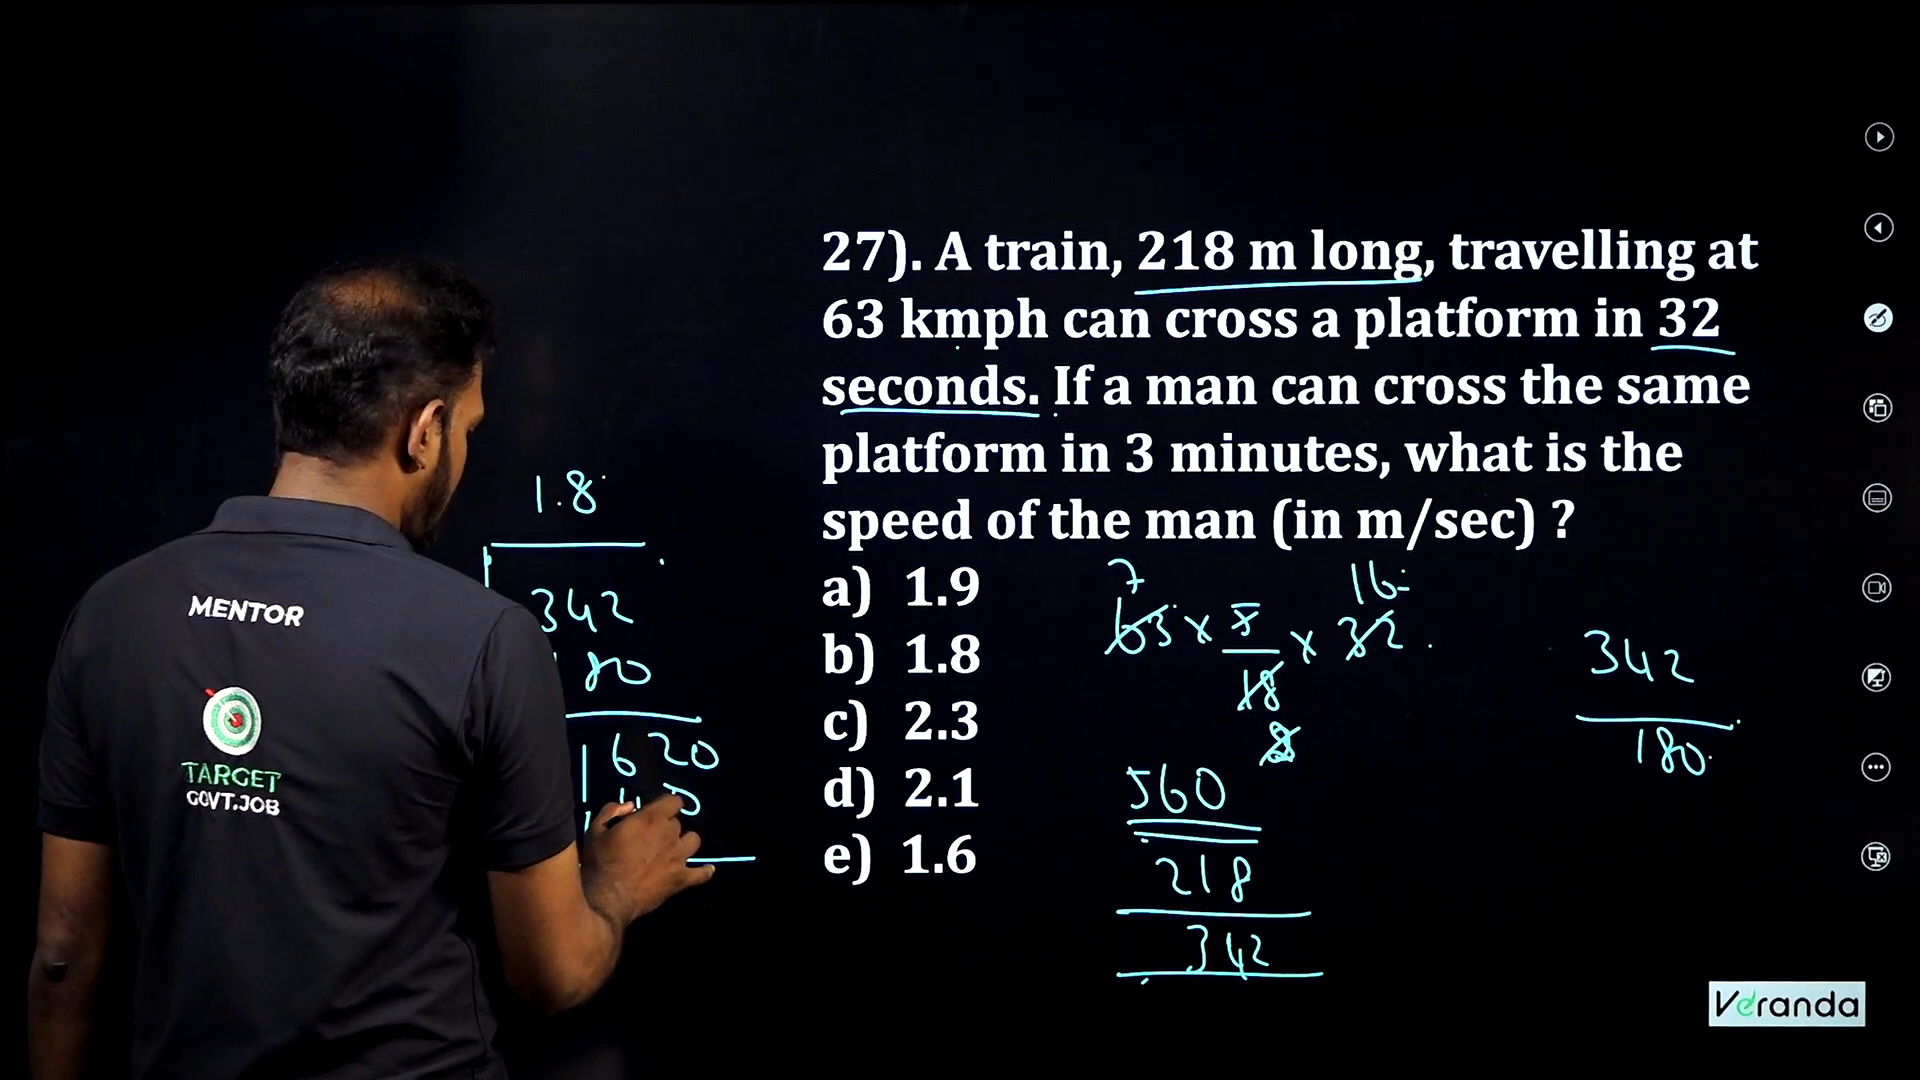 27). A train, 218 m long, travelling at
63 kmph can cross a platform in 32
seconds. If a man can cross the same
platform in 3 minutes, what is the
speed of the man (in m/sec) ?
a) 1.9
b) 1.8
c) 2.3
d) 2.1
e) 1.6
1.8
342
80
1620
7
16
63 x 5 x 32
18
2
560
218
342
342
180
MENTOR
TARGET
GOVT.JOB
Veranda